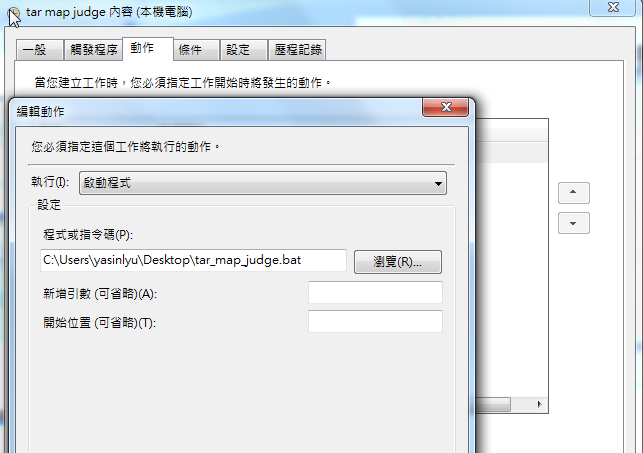 tar map judge 內容 (本機電腦)
一般 觸發程序 動作 條件 設定 歷程記錄
當您建立工作時，您必須指定工作開始時將發生的動作。
編輯動作
您必須指定這個工作將執行的動作。
執行(I): 啟動程式
設定
程式或指令碼(P):
C:\Users\yasinlyu\Desktop\tar_map_judge.bat 瀏覽(R)...
新增引數 (可省略)(A):
開始位置 (可省略)(T):